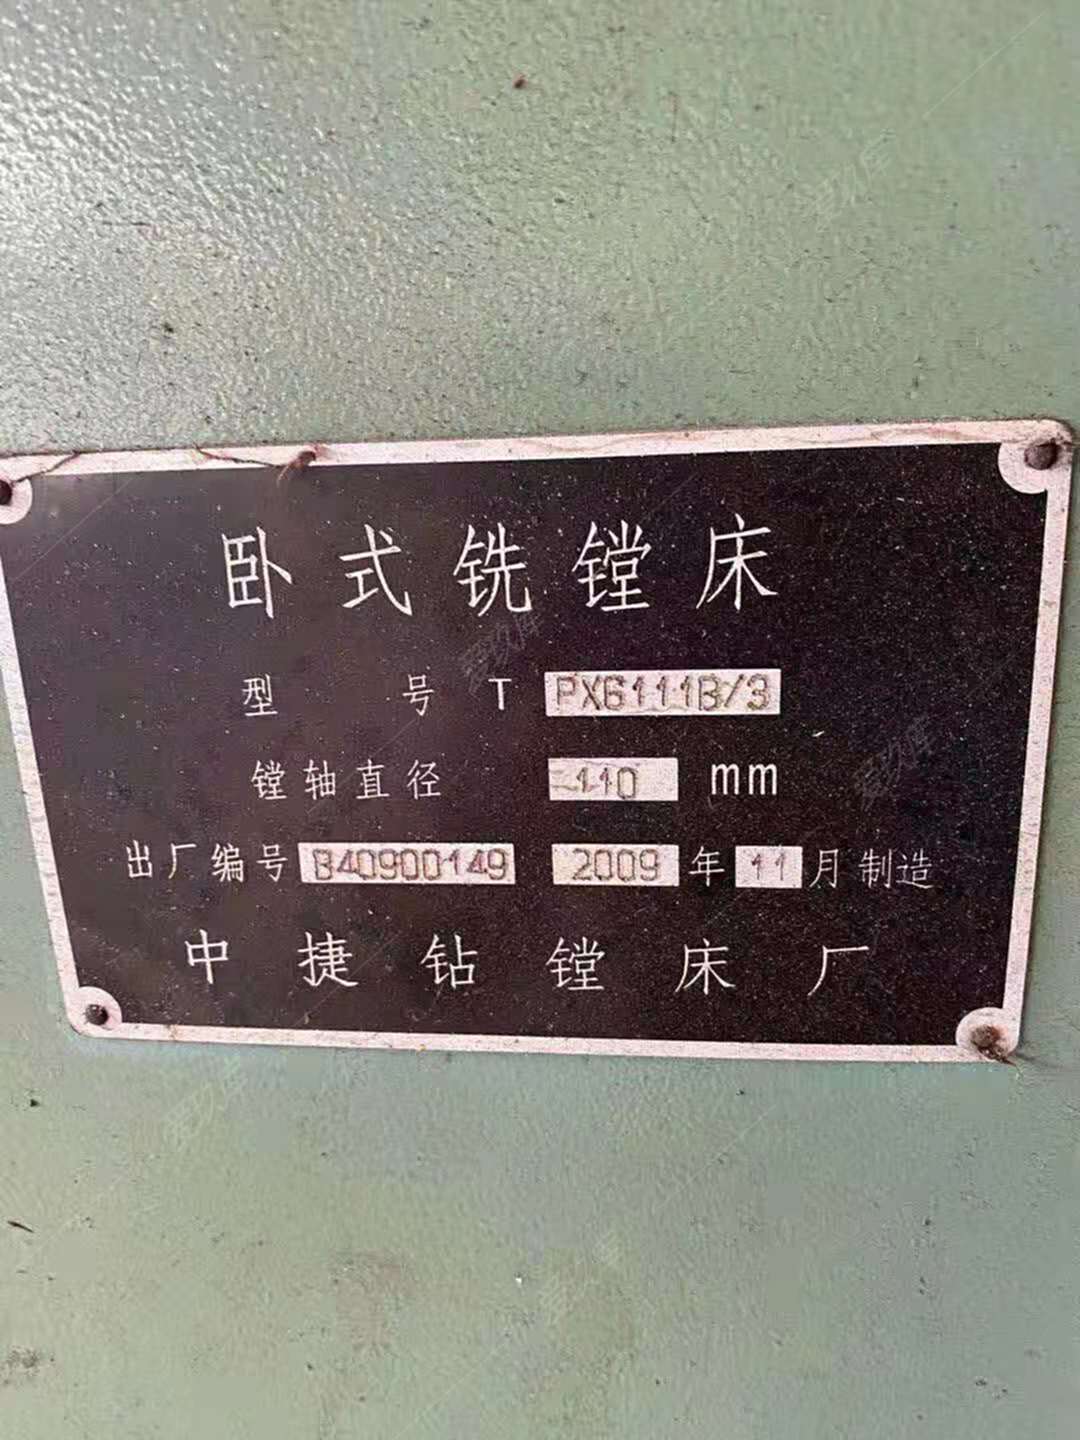 卧式铣镗床
型号 T PX6111B/3
镗轴直径 110 mm
出厂编号 B40900149 2009 年 11 月制造
中捷钻镗床厂